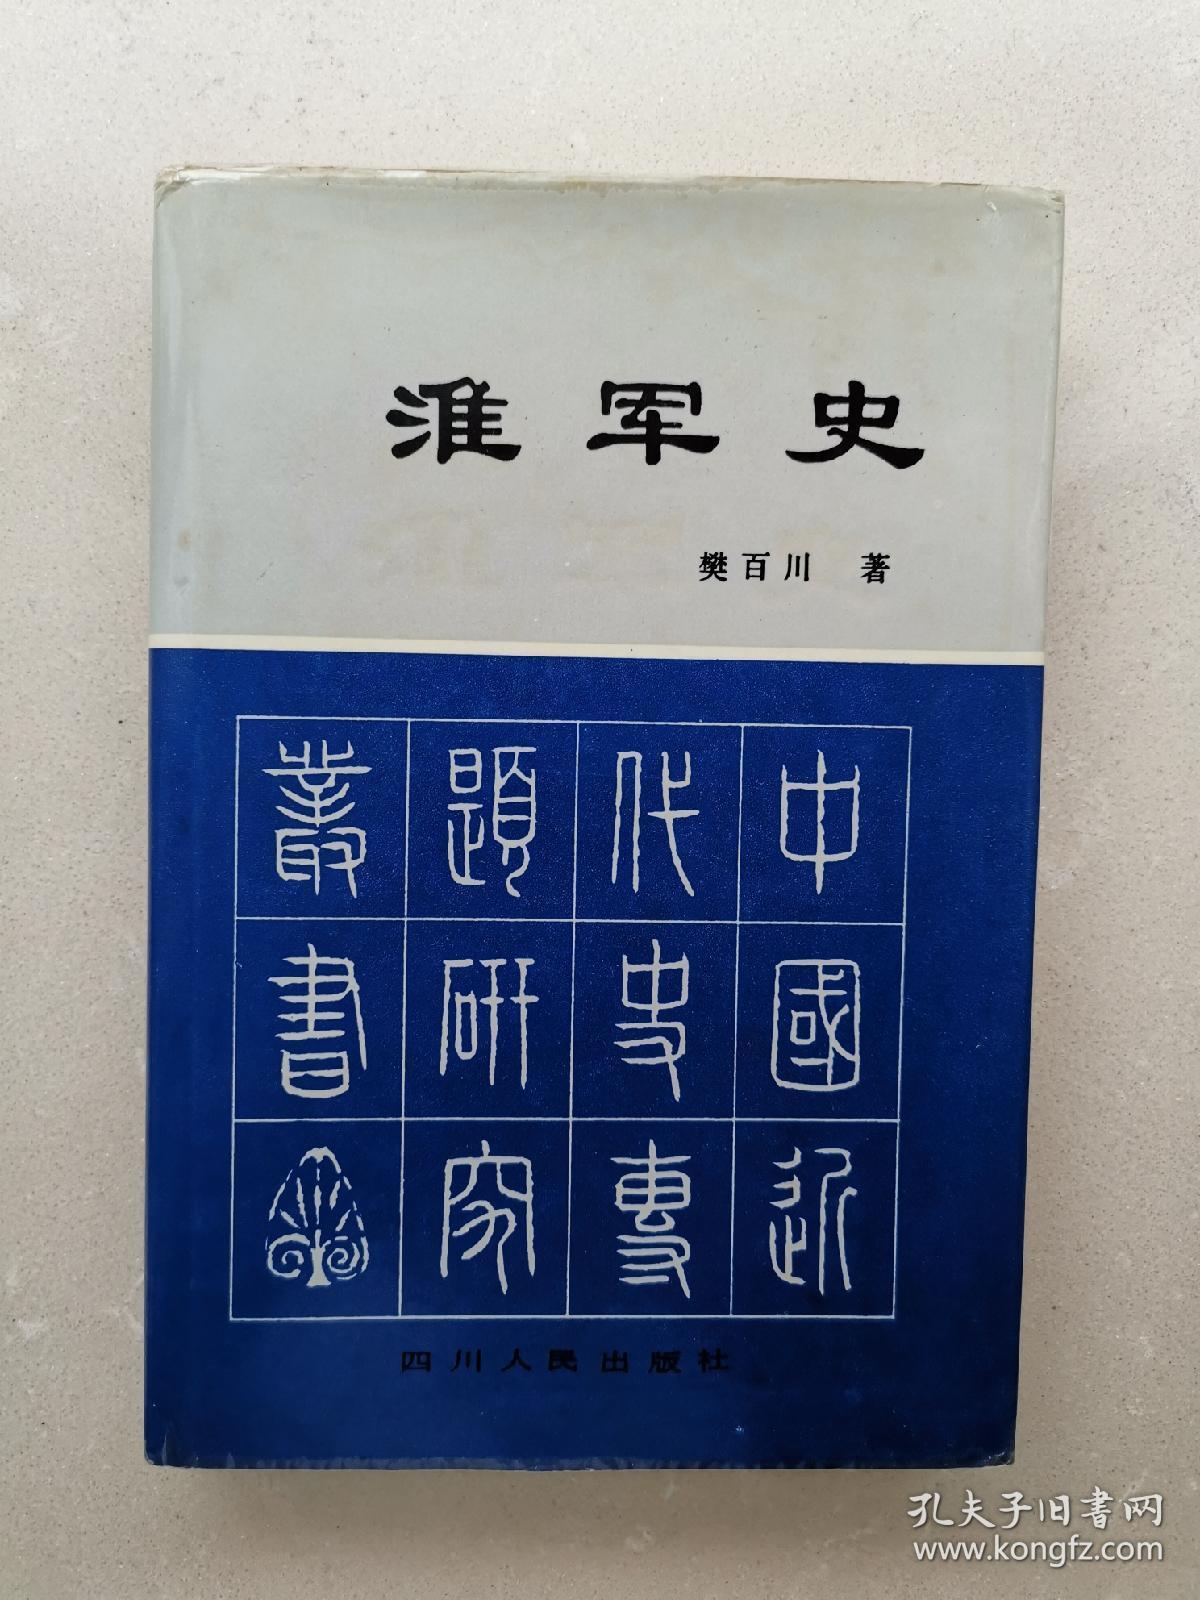 淮军史
樊百川 著
中國近
代史專
題研究
叢書
四川人民出版社
孔夫子旧书网
www.kongfz.com